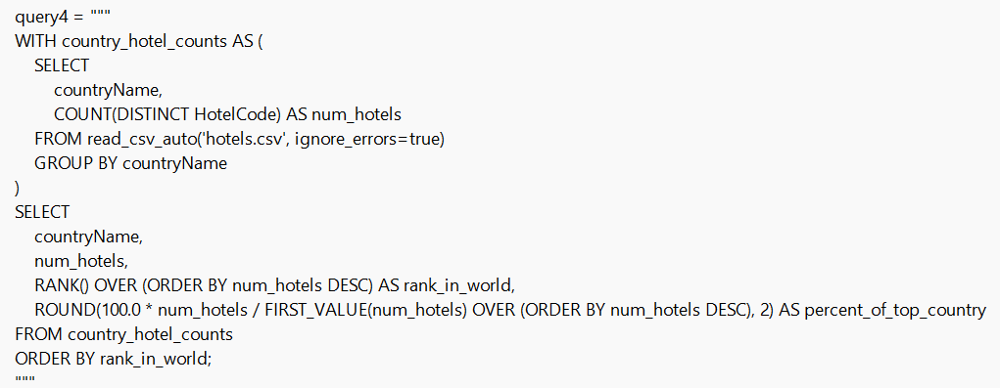 query4 = """
WITH country_hotel_counts AS (
    SELECT
        countryName,
        COUNT(DISTINCT HotelCode) AS num_hotels
    FROM read_csv_auto('hotels.csv', ignore_errors=true)
    GROUP BY countryName
)
SELECT
    countryName,
    num_hotels,
    RANK() OVER (ORDER BY num_hotels DESC) AS rank_in_world,
    ROUND(100.0 * num_hotels / FIRST_VALUE(num_hotels) OVER (ORDER BY num_hotels DESC), 2) AS percent_of_top_country
FROM country_hotel_counts
ORDER BY rank_in_world;
"""